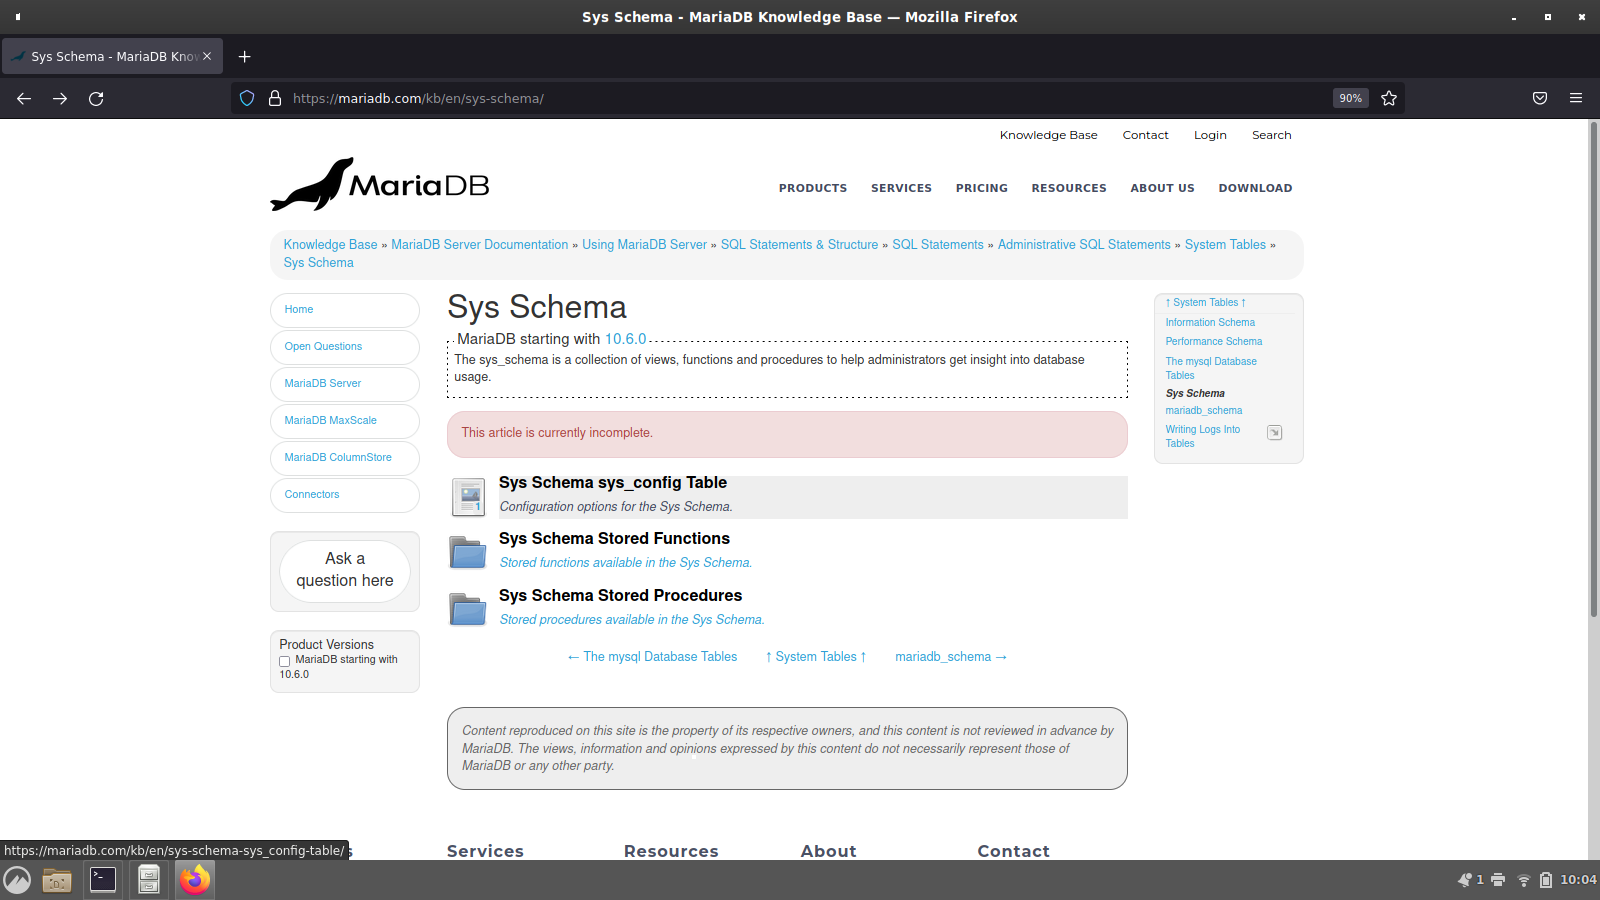 Sys Schema - MariaDB Knowledge Base — Mozilla Firefox
Sys Schema - MariaDB Know
https://mariadb.com/kb/en/sys-schema/
90%
Knowledge Base Contact Login Search
MariaDB
PRODUCTS SERVICES PRICING RESOURCES ABOUT US DOWNLOAD
Knowledge Base » MariaDB Server Documentation » Using MariaDB Server » SQL Statements & Structure » SQL Statements » Administrative SQL Statements » System Tables »
Sys Schema
Home
Open Questions
MariaDB Server
MariaDB MaxScale
MariaDB ColumnStore
Connectors
Ask a
question here
Product Versions
MariaDB starting with
10.6.0
Sys Schema
MariaDB starting with 10.6.0
The sys_schema is a collection of views, functions and procedures to help administrators get insight into database
usage.
This article is currently incomplete.
1
Sys Schema sys_config Table
Configuration options for the Sys Schema.
Sys Schema Stored Functions
Stored functions available in the Sys Schema.
Sys Schema Stored Procedures
Stored procedures available in the Sys Schema.
← The mysql Database Tables ↑ System Tables ↑ mariadb_schema →
Content reproduced on this site is the property of its respective owners, and this content is not reviewed in advance by
MariaDB. The views, information and opinions expressed by this content do not necessarily represent those of
MariaDB or any other party.
↑ System Tables ↑
Information Schema
Performance Schema
The mysql Database
Tables
Sys Schema
mariadb_schema
Writing Logs Into
Tables
s Services Resources About Contact
https://mariadb.com/kb/en/sys-schema-sys_config-table/
1 10:04